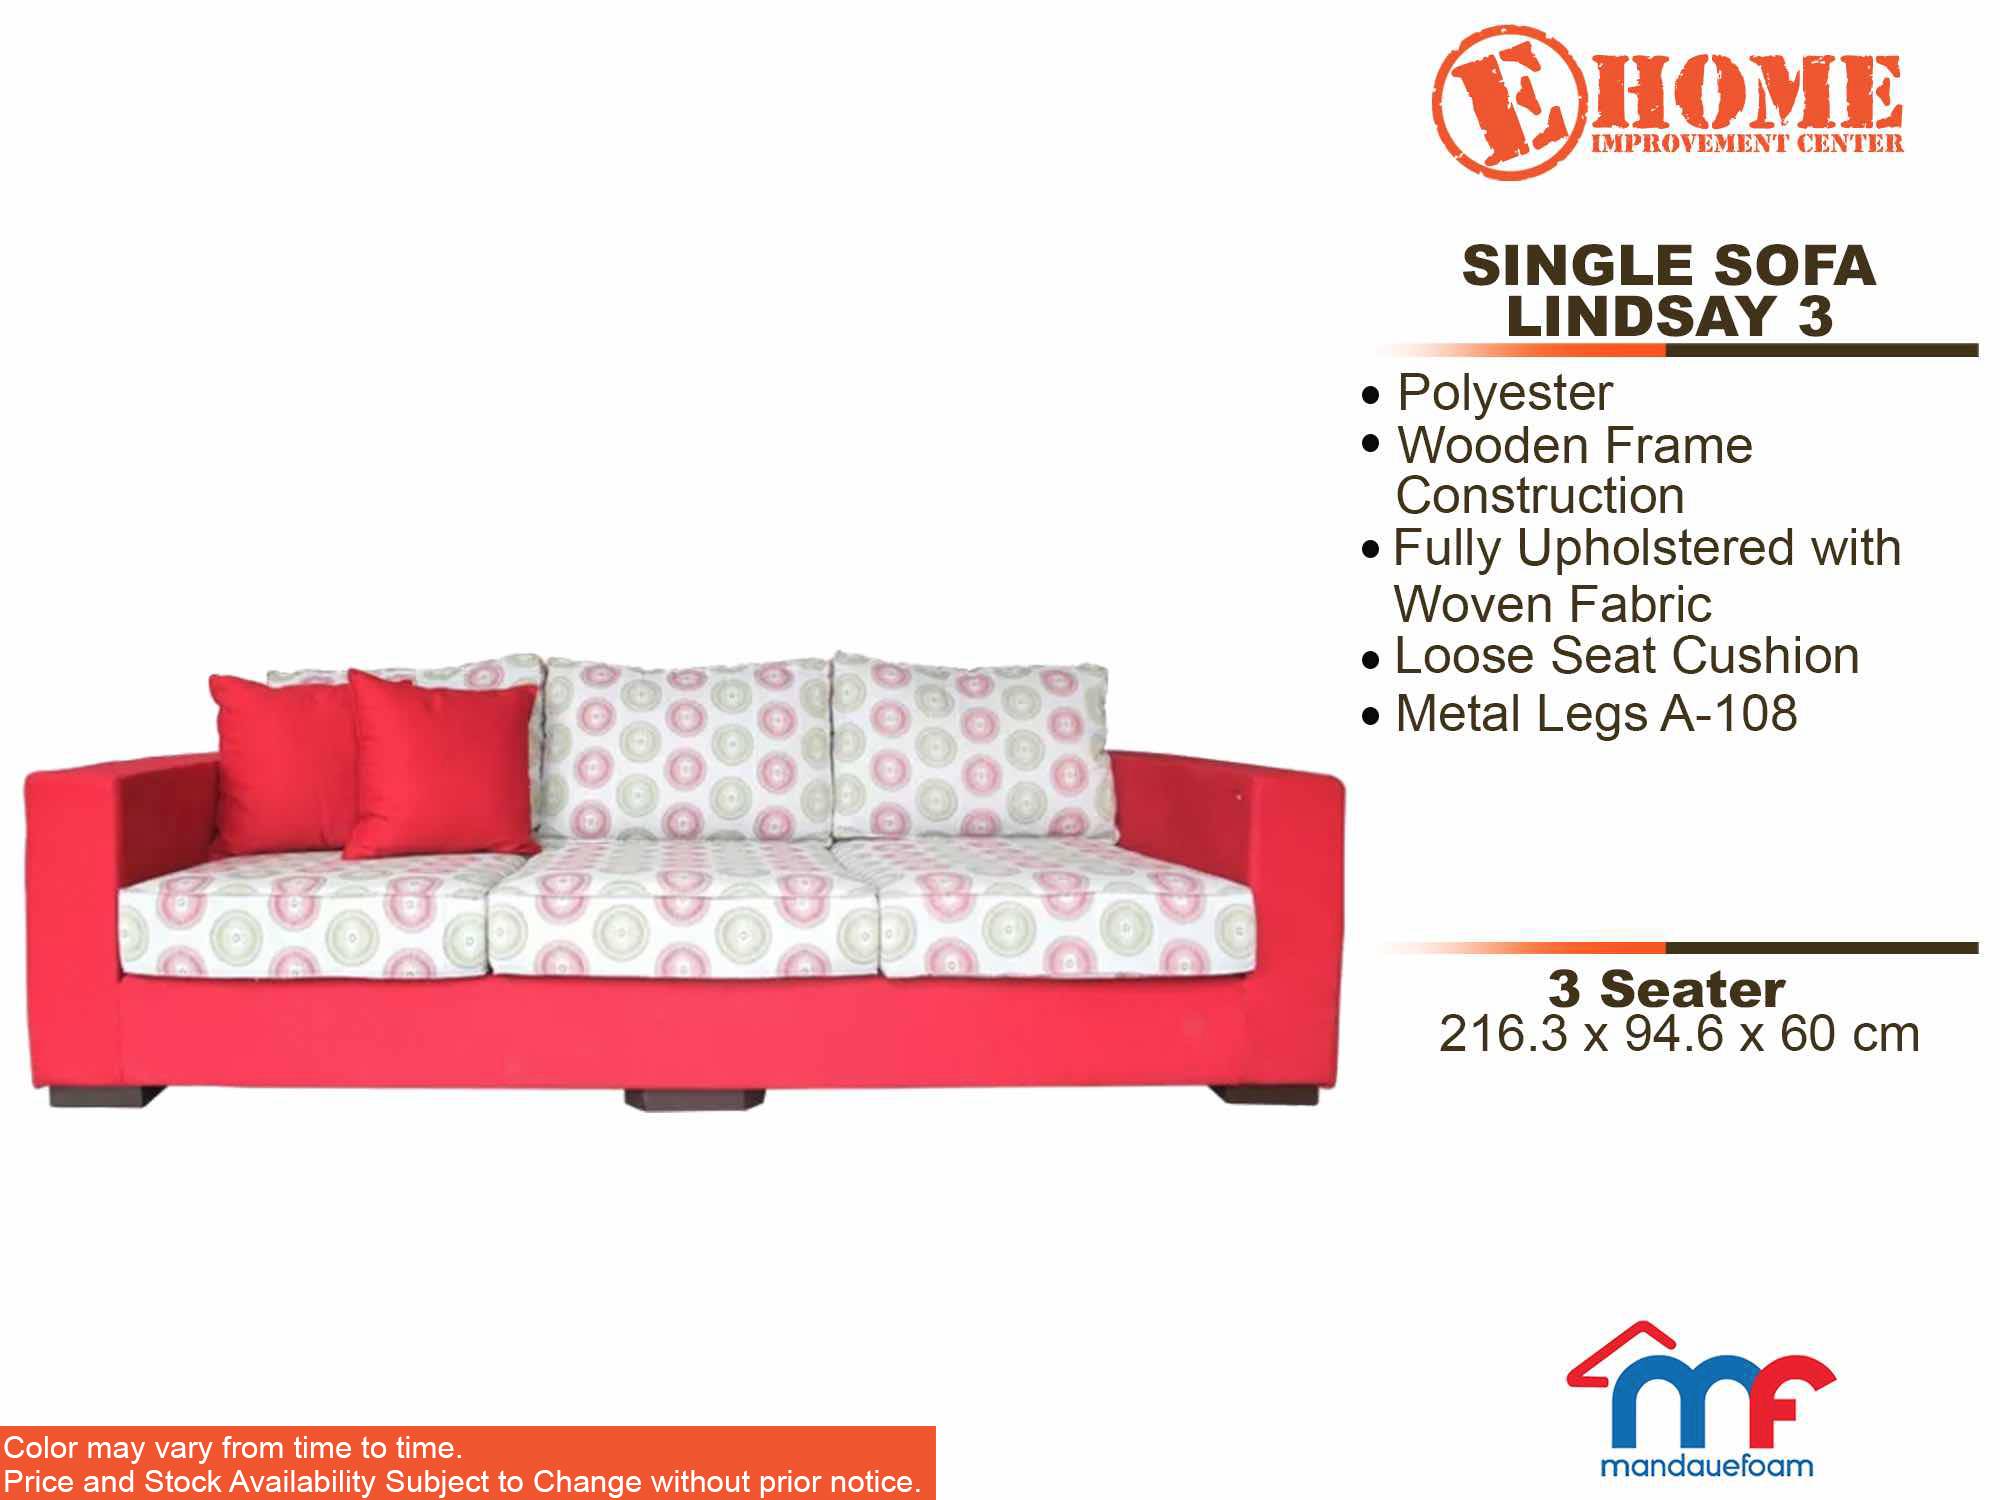 E HOME
IMPROVEMENT CENTER
SINGLE SOFA
LINDSAY 3
• Polyester
• Wooden Frame
Construction
• Fully Upholstered with
Woven Fabric
• Loose Seat Cushion
• Metal Legs A-108
3 Seater
216.3 x 94.6 x 60 cm
mf
mandauefoam
Color may vary from time to time.
Price and Stock Availability Subject to Change without prior notice.